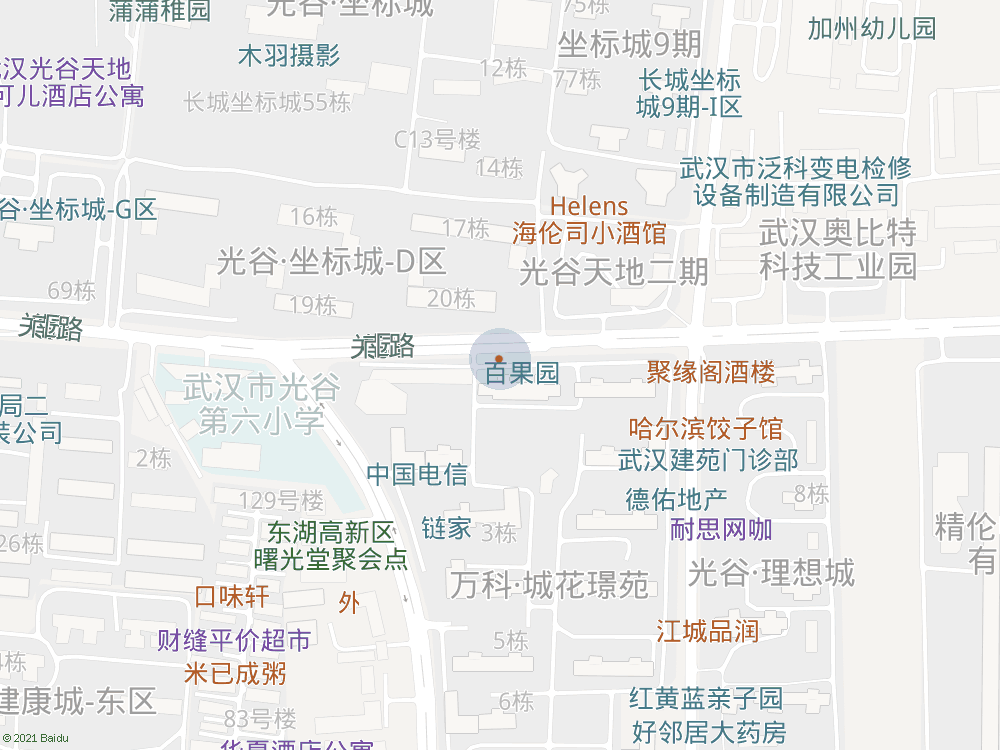 蒲蒲稚园
光谷·坐标城
75栋
加州幼儿园
坐标城9期
木羽摄影
汉光谷天地
可儿酒店公寓
12栋
77栋
长城坐标
城9期-I区
长城坐标城55栋
C13号楼
14栋
武汉市泛科变电检修
设备制造有限公司
谷·坐标城-G区
16栋
17栋
Helens
海伦司小酒馆
武汉奥比特
科技工业园
光谷·坐标城-D区
光谷天地二期
69栋
19栋
20栋
百果园
聚缘阁酒楼
武汉市光谷
第六小学
局二
装公司
哈尔滨饺子馆
2栋
中国电信
武汉建苑门诊部
129号楼
德佑地产
8栋
东湖高新区
曙光堂聚会点
链家
3栋
耐思网咖
精伦
有
26栋
万科·城花璟苑
光谷·理想城
口味轩
外
财缝平价超市
5栋
江城品润
4栋
米已成粥
建康城-东区
83号楼
6栋
红黄蓝亲子园
好邻居大药房
华夏酒店公寓
© 2021 Baidu